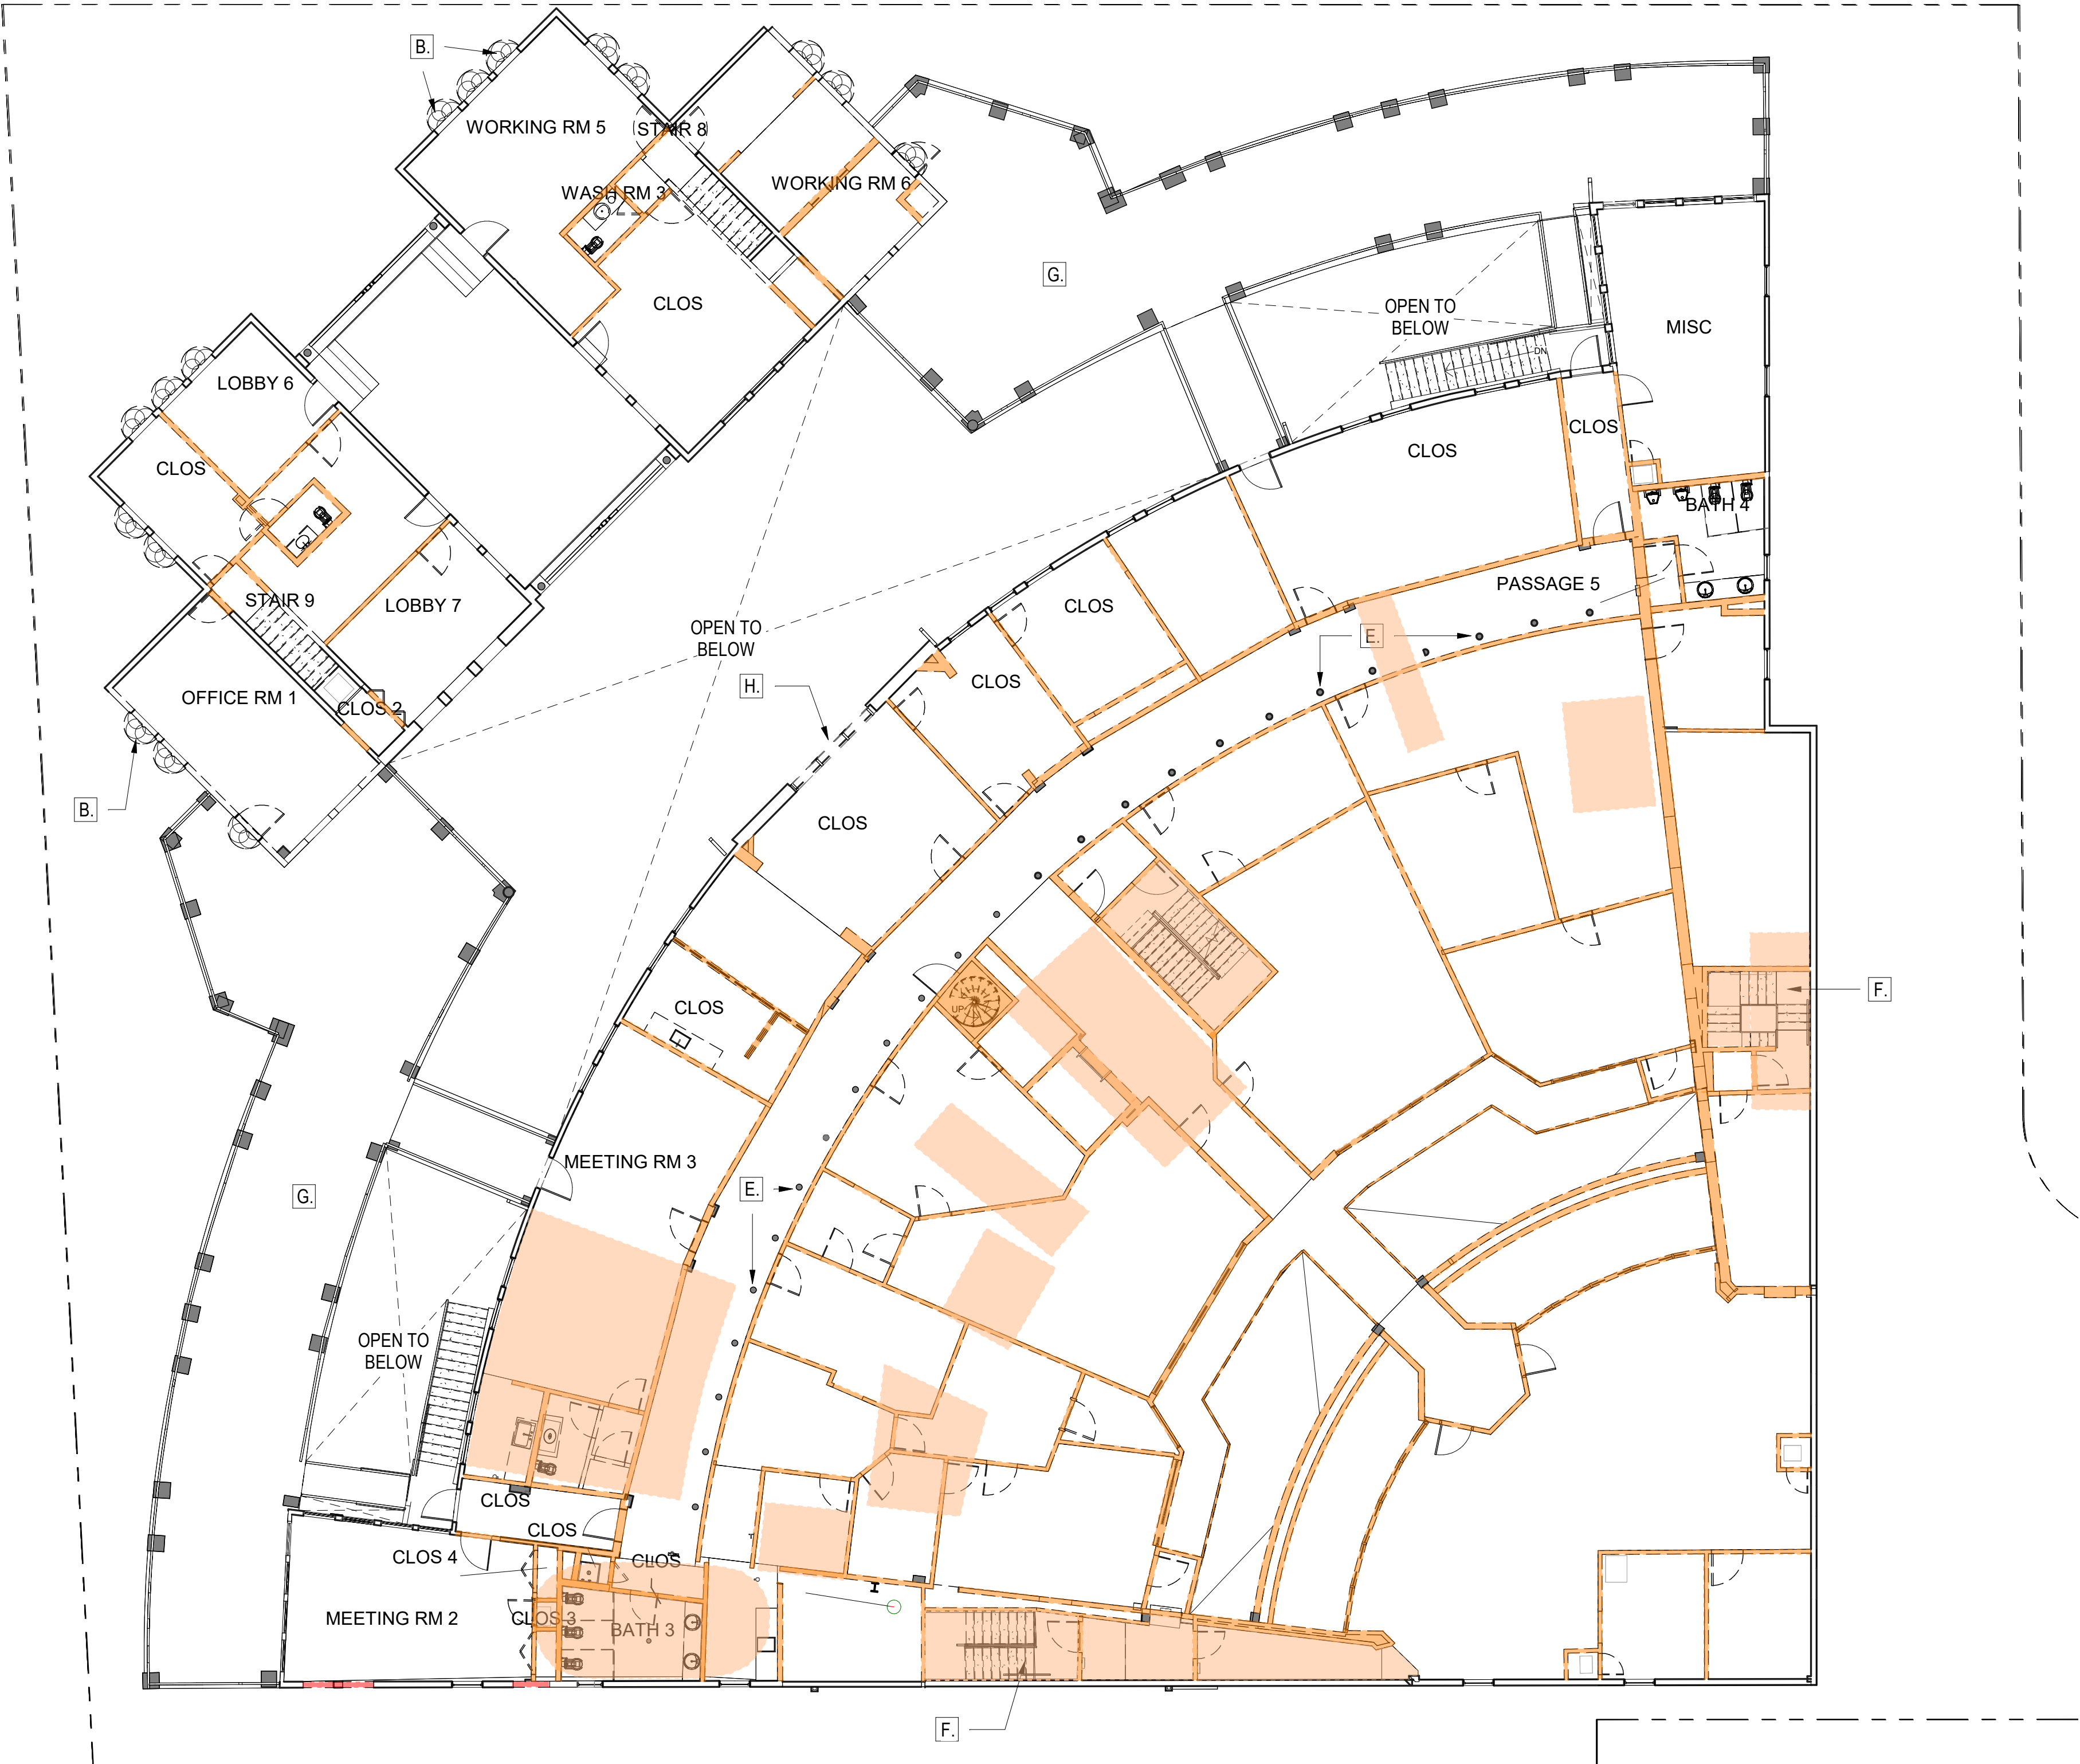 B.
WORKING RM 5
STAIR 8
WASH RM 3
WORKING RM 6
G.
CLOS
OPEN TO
BELOW
MISC
DN
LOBBY 6
CLOS
CLOS
CLOS
BATH 4
PASSAGE 5
STAIR 9
LOBBY 7
CLOS
OPEN TO
BELOW
E.
H.
CLOS
OFFICE RM 1
CLOS 2
B.
CLOS
F.
CLOS
UP
MEETING RM 3
E.
G.
OPEN TO
BELOW
CLOS
CLOS
CLOS 4
CLOS
MEETING RM 2
CLOS 3
BATH 3
F.